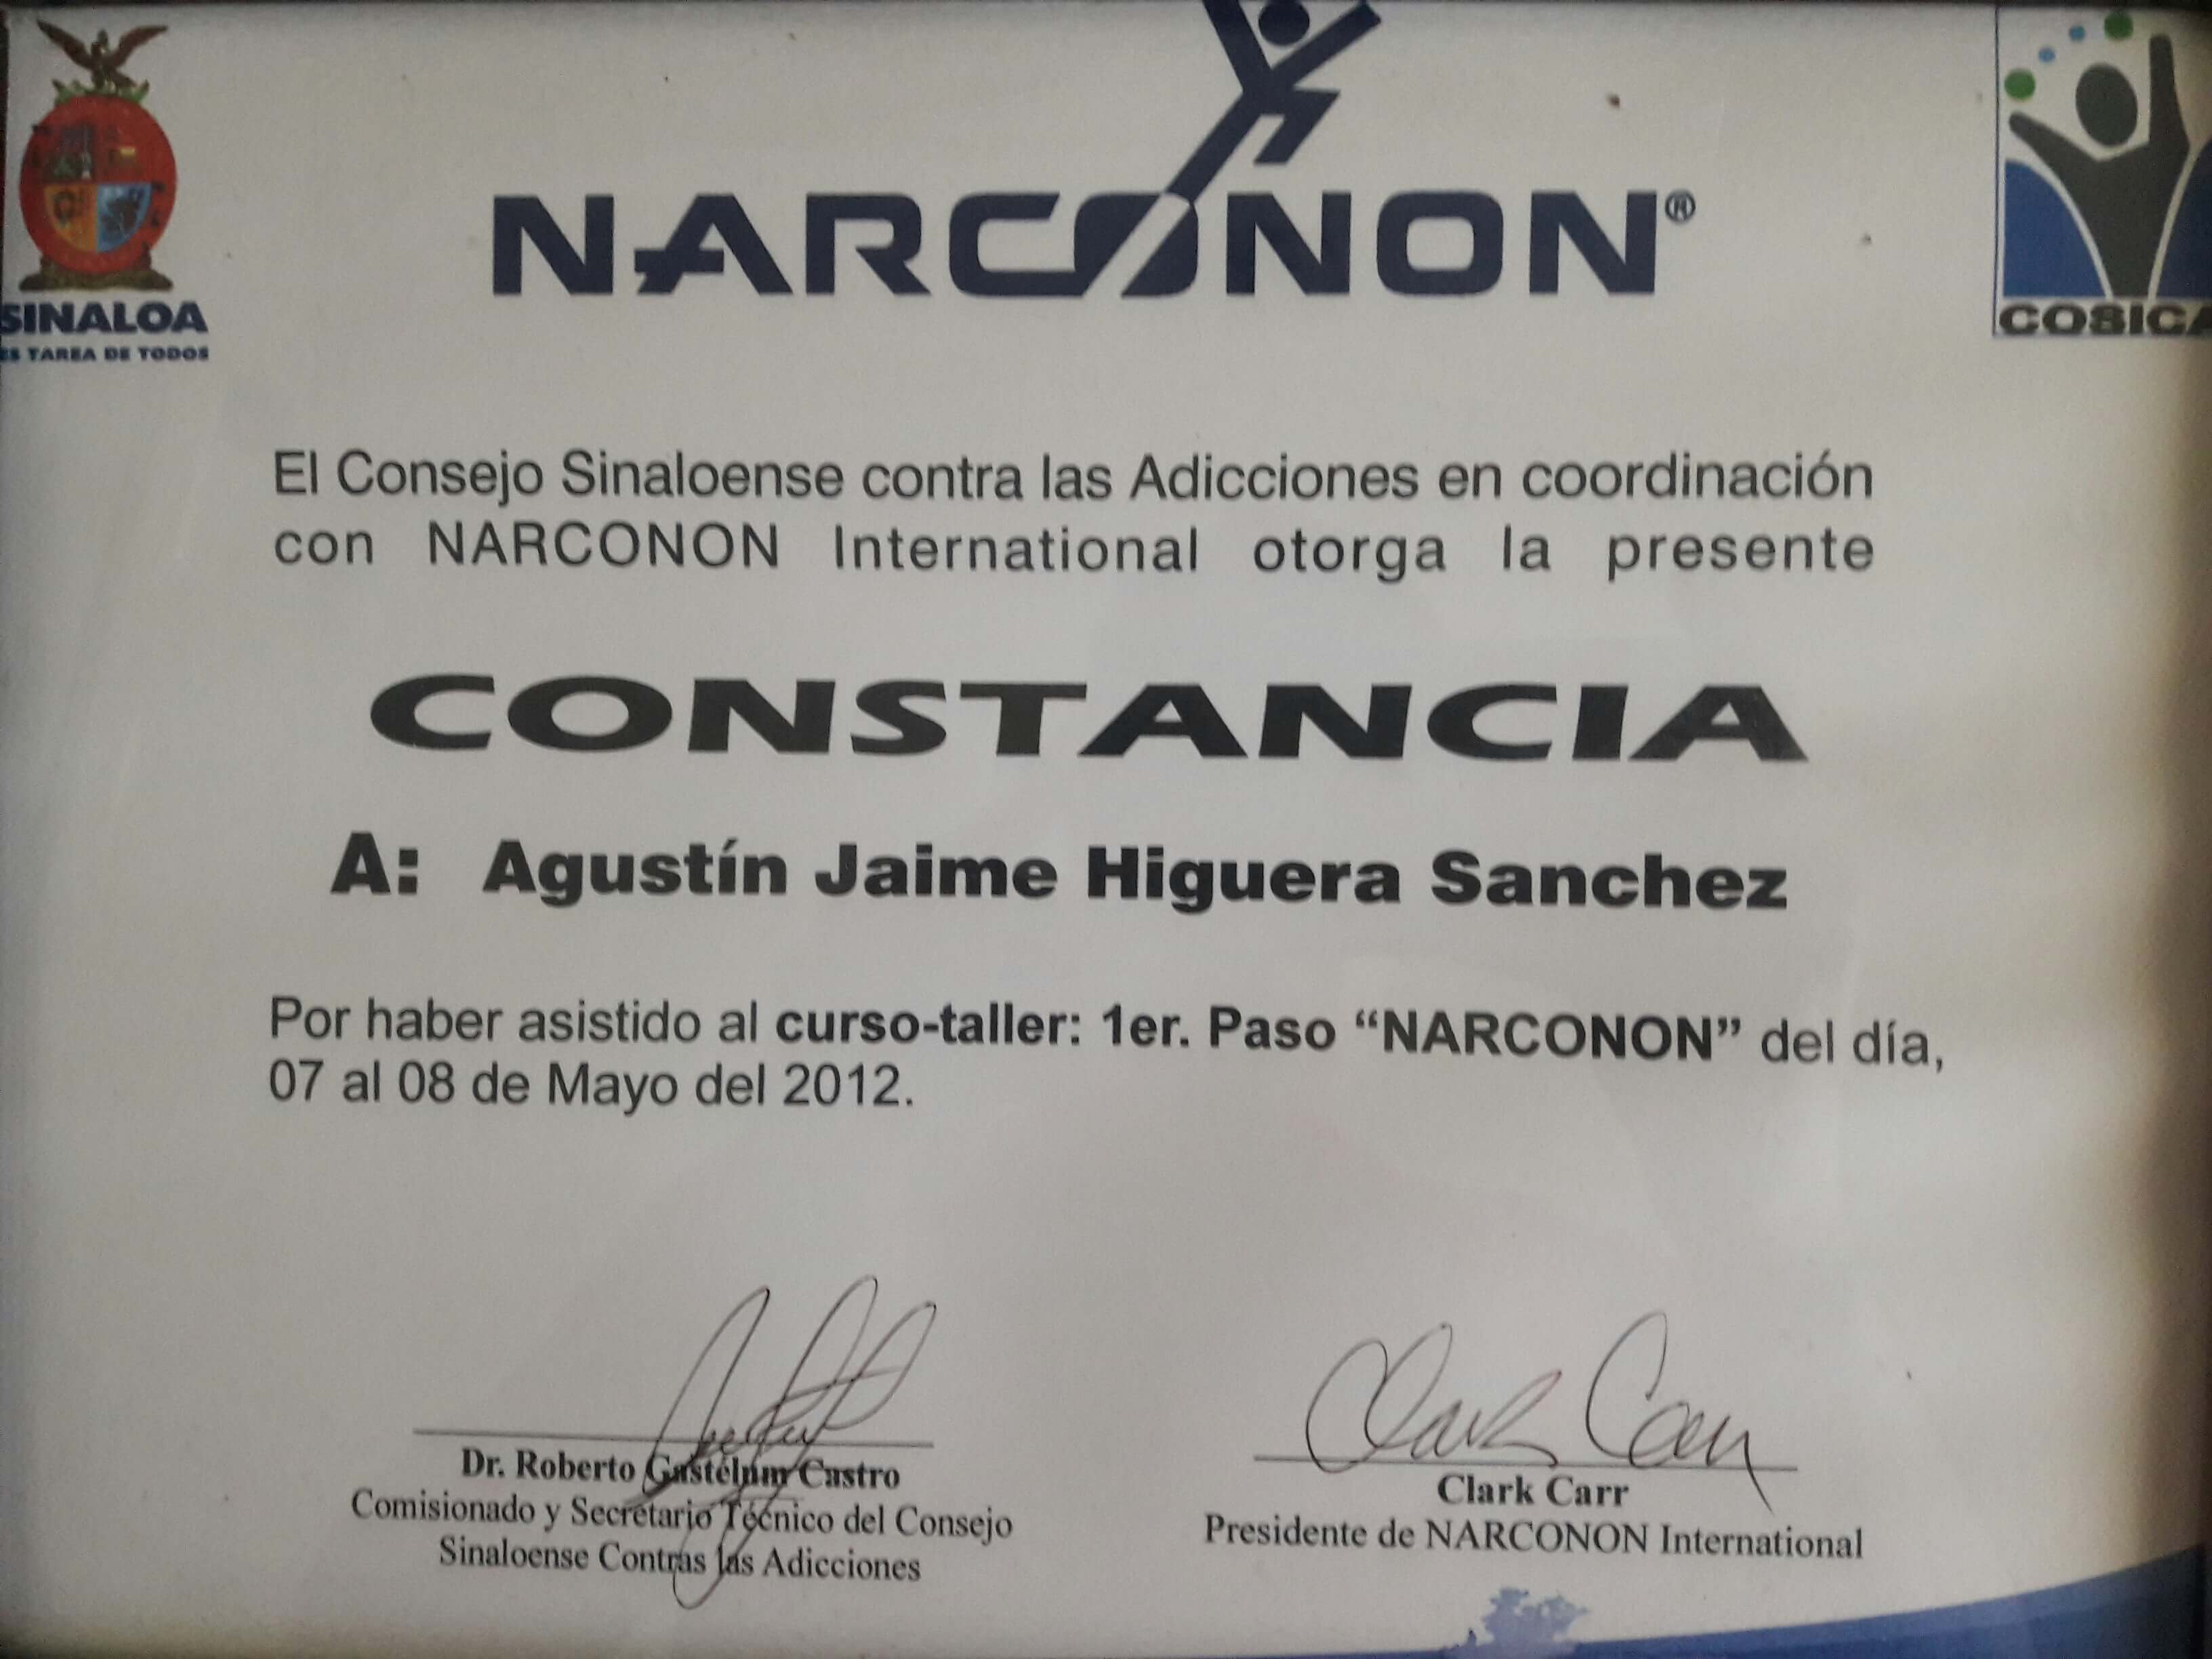 SINALOA
ES TAREA DE TODOS
NARCONON®
COSICA
El Consejo Sinaloense contra las Adicciones en coordinación
con NARCONON International otorga la presente
CONSTANCIA
A: Agustín Jaime Higuera Sanchez
Por haber asistido al curso-taller: 1er. Paso “NARCONON” del día,
07 al 08 de Mayo del 2012.
Dr. Roberto Gastélum Castro
Comisionado y Secretario Técnico del Consejo
Sinaloense Contras las Adicciones
Clark Carr
Clark Carr
Presidente de NARCONON International